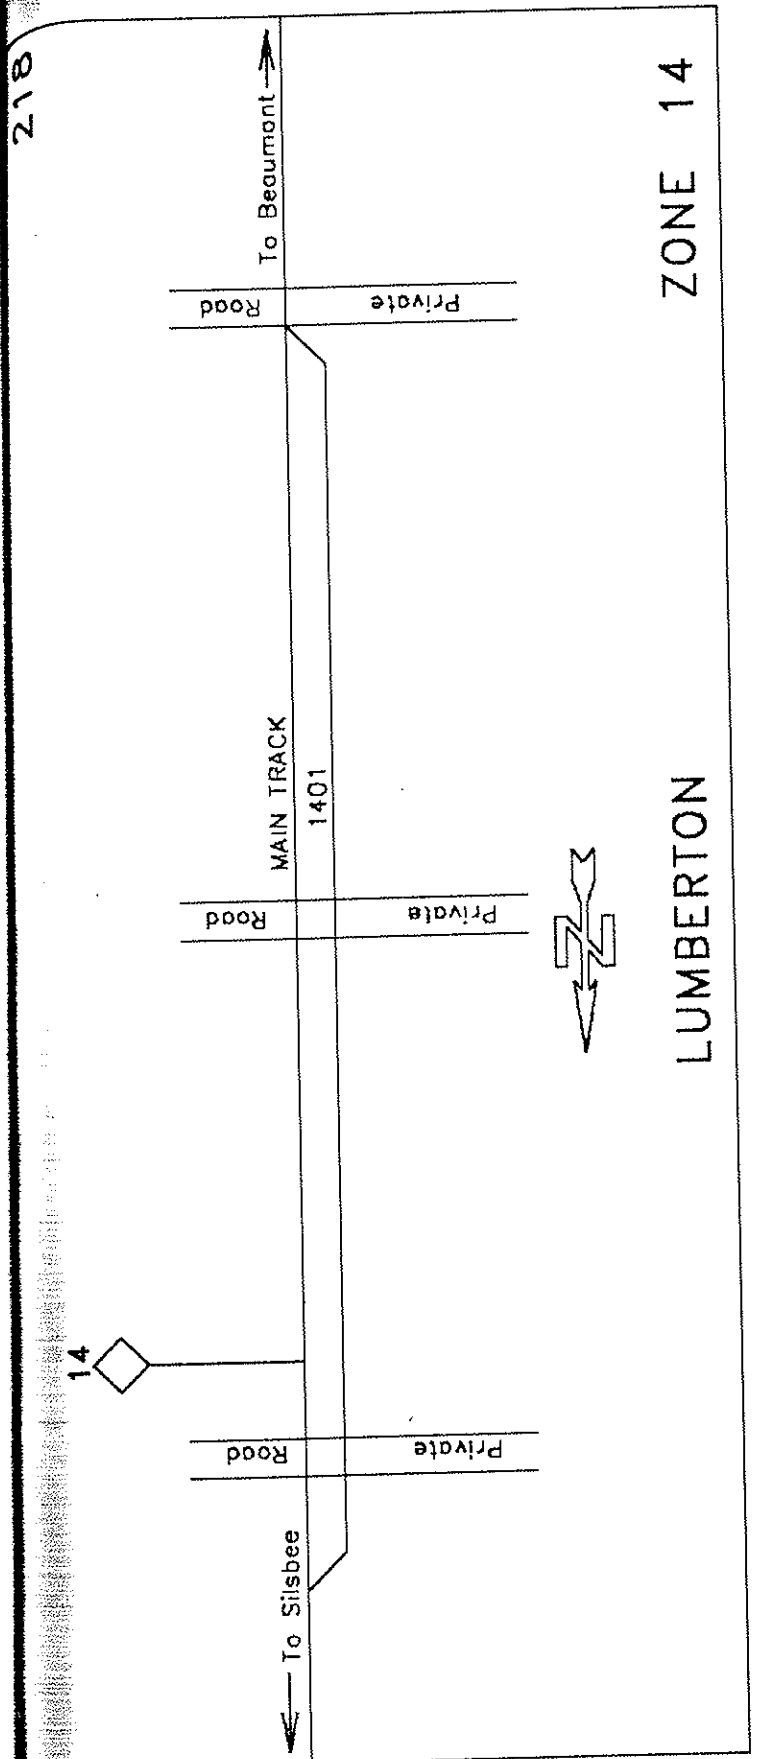 218
14
← To Silsbee
To Beaumont →
Road
Private
Road
Private
Road
Private
MAIN TRACK
1401
N
LUMBERTON
ZONE 14